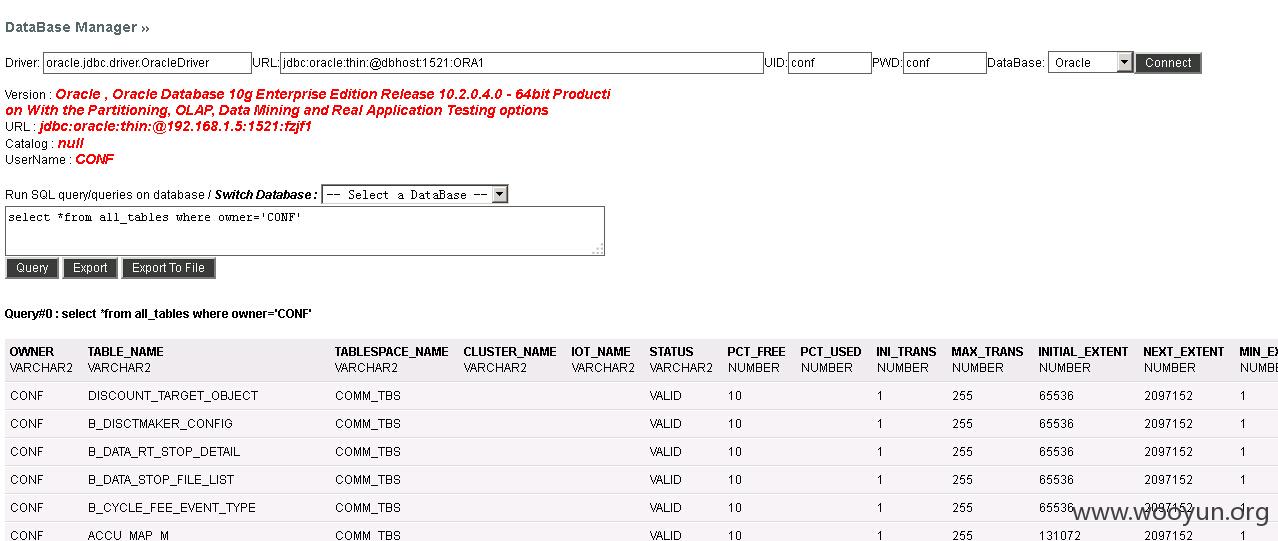 DataBase Manager »
Driver: oracle.jdbc.driver.OracleDriver URL: jdbc:oracle:thin:@dbhost:1521:ORA1 UID: conf PWD: conf DataBase: Oracle Connect
Version : Oracle , Oracle Database 10g Enterprise Edition Release 10.2.0.4.0 - 64bit Producti
on With the Partitioning, OLAP, Data Mining and Real Application Testing options
URL : jdbc:oracle:thin:@192.168.1.5:1521:fzjf1
Catalog : null
UserName : CONF
Run SQL query/queries on database / Switch Database : -- Select a DataBase --
select *from all_tables where owner='CONF'
Query Export Export To File
Query#0 : select *from all_tables where owner='CONF'
OWNER TABLE_NAME TABLESPACE_NAME CLUSTER_NAME IOT_NAME STATUS PCT_FREE PCT_USED INI_TRANS MAX_TRANS INITIAL_EXTENT NEXT_EXTENT MIN_EX
VARCHAR2 VARCHAR2 VARCHAR2 VARCHAR2 VARCHAR2 VARCHAR2 NUMBER NUMBER NUMBER NUMBER NUMBER NUMBER NUMBE
CONF DISCOUNT_TARGET_OBJECT COMM_TBS VALID 10 1 255 65536 2097152 1
CONF B_DISCTMAKER_CONFIG COMM_TBS VALID 10 1 255 65536 2097152 1
CONF B_DATA_RT_STOP_DETAIL COMM_TBS VALID 10 1 255 65536 2097152 1
CONF B_DATA_STOP_FILE_LIST COMM_TBS VALID 10 1 255 65536 2097152 1
CONF B_CYCLE_FEE_EVENT_TYPE COMM_TBS VALID 10 1 255 65536 2097152 1
CONF ACCU_MAP_M COMM_TBS VALID 10 1 255 131072 2097152 1
www.wooyun.org